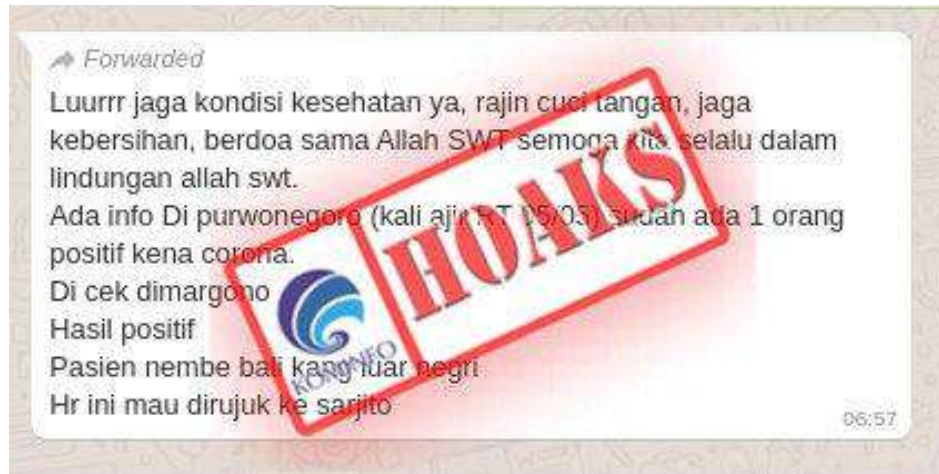 Forwarded
Luurrr jaga kondisi kesehatan ya, rajin cuci tangan, jaga
kebersihan, berdoa sama Allah SWT semoga kita selalu dalam
lindungan allah swt.
Ada info Di purwonegoro (kali ajir RT 05/03) sudah ada 1 orang
positif kena corona.
Di cek dimargono
Hasil positif
Pasien nembe bali kang luar negri
Hr ini mau dirujuk ke sarjito
06:57
HOAKS
KOMINFO